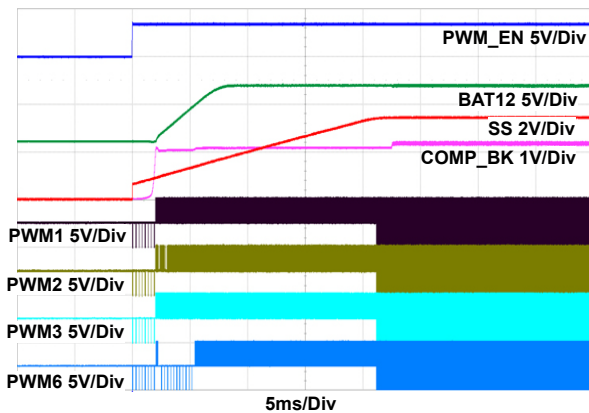 PWM_EN 5V/Div
BAT12 5V/Div
SS 2V/Div
COMP_BK 1V/Div
PWM1 5V/Div
PWM2 5V/Div
PWM3 5V/Div
PWM6 5V/Div
5ms/Div